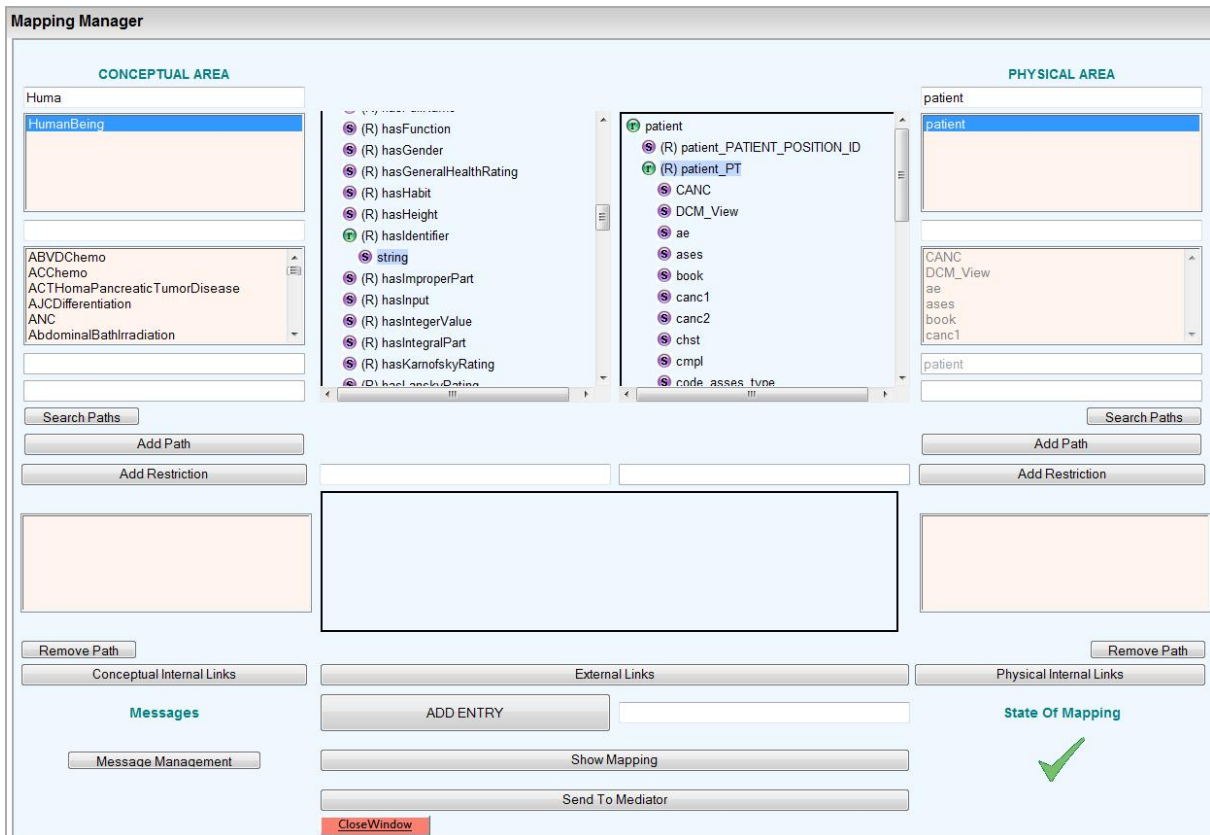 Mapping Manager
CONCEPTUAL AREA
Huma
HumanBeing
ABVDChemo
ACChemo
ACTHomaPancreaticTumorDisease
AJCDifferentiation
ANC
AbdominalBathIrradiation
Search Paths
Add Path
Add Restriction
Remove Path
Conceptual Internal Links
Messages
Message Management
(R) hasFunction
(R) hasGender
(R) hasGeneralHealthRating
(R) hasHabit
(R) hasHeight
(R) hasIdentifier
string
(R) hasImproperPart
(R) hasInput
(R) hasIntegerValue
(R) hasIntegralPart
(R) hasKarnofskyRating
(R) hasLanskyRating
patient
(R) patient_PATIENT_POSITION_ID
(R) patient_PT
CANC
DCM_View
ae
ases
book
canc1
canc2
chst
cmpl
code_asses_type
External Links
ADD ENTRY
Show Mapping
Send To Mediator
CloseWindow
PHYSICAL AREA
patient
patient
CANC
DCM_View
ae
ases
book
canc1
patient
Search Paths
Add Path
Add Restriction
Remove Path
Physical Internal Links
State Of Mapping